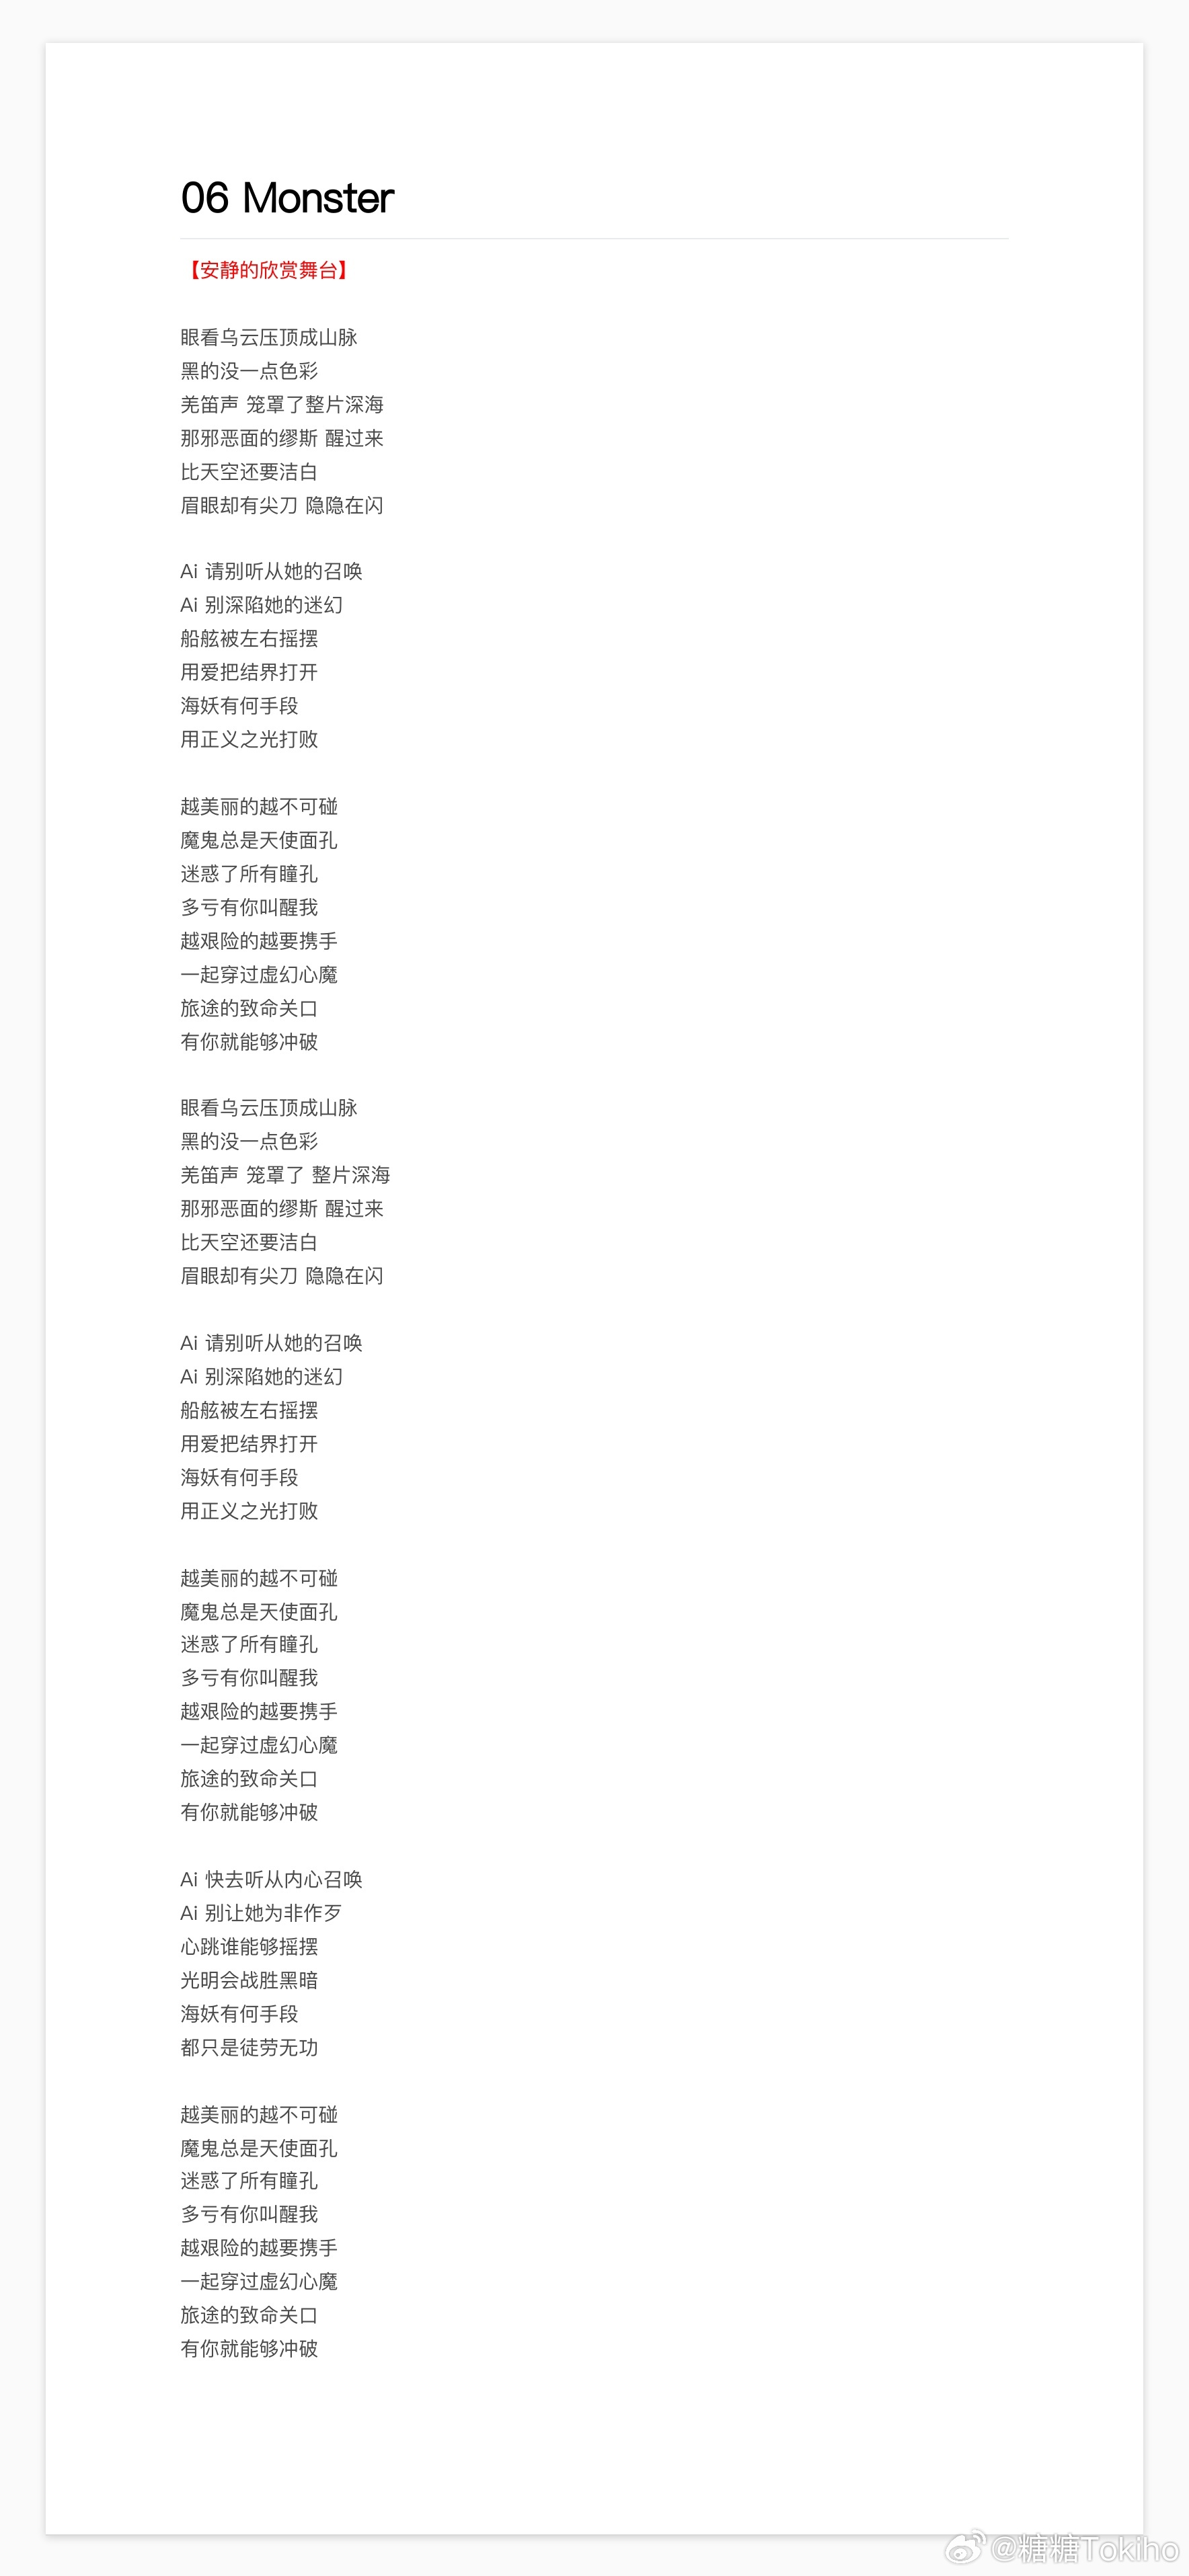 06 Monster
【安静的欣赏舞台】
眼看乌云压顶成山脉
黑的没一点色彩
羌笛声 笼罩了整片深海
那邪恶面的缪斯 醒过来
比天空还要洁白
眉眼却有尖刀 隐隐在闪
Ai 请别听从她的召唤
Ai 别深陷她的迷幻
船舷被左右摇摆
用爱把结界打开
海妖有何手段
用正义之光打败
越美丽的越不可碰
魔鬼总是天使面孔
迷惑了所有瞳孔
多亏有你叫醒我
越艰险的越要携手
一起穿过虚幻心魔
旅途的致命关口
有你就能够冲破
眼看乌云压顶成山脉
黑的没一点色彩
羌笛声 笼罩了 整片深海
那邪恶面的缪斯 醒过来
比天空还要洁白
眉眼却有尖刀 隐隐在闪
Ai 请别听从她的召唤
Ai 别深陷她的迷幻
船舷被左右摇摆
用爱把结界打开
海妖有何手段
用正义之光打败
越美丽的越不可碰
魔鬼总是天使面孔
迷惑了所有瞳孔
多亏有你叫醒我
越艰险的越要携手
一起穿过虚幻心魔
旅途的致命关口
有你就能够冲破
Ai 快去听从内心召唤
Ai 别让她为非作歹
心跳谁能够摇摆
光明会战胜黑暗
海妖有何手段
都只是徒劳无功
越美丽的越不可碰
魔鬼总是天使面孔
迷惑了所有瞳孔
多亏有你叫醒我
越艰险的越要携手
一起穿过虚幻心魔
旅途的致命关口
有你就能够冲破
@糖糖Tokiho